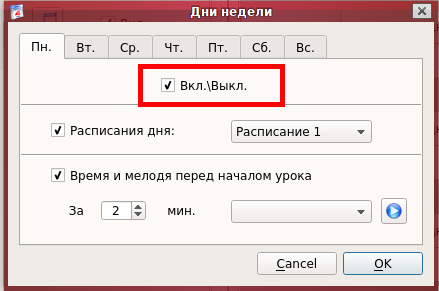 Дни недели
Пн. Вт. Ср. Чт. Пт. Сб. Вс.
Вкл.\Выкл.
Расписания дня: Расписание 1
Время и мелодя перед началом урока
За 2 мин.
Cancel OK